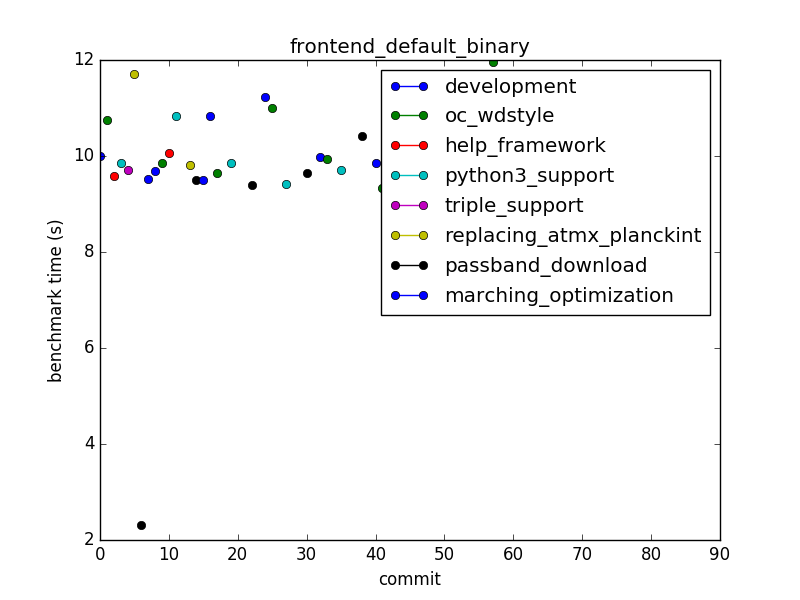 frontend_default_binary
12
10
8
6
4
2
benchmark time (s)
development
oc_wdstyle
help_framework
python3_support
triple_support
replacing_atmx_planckint
passband_download
marching_optimization
0 10 20 30 40 50 60 70 80 90
commit